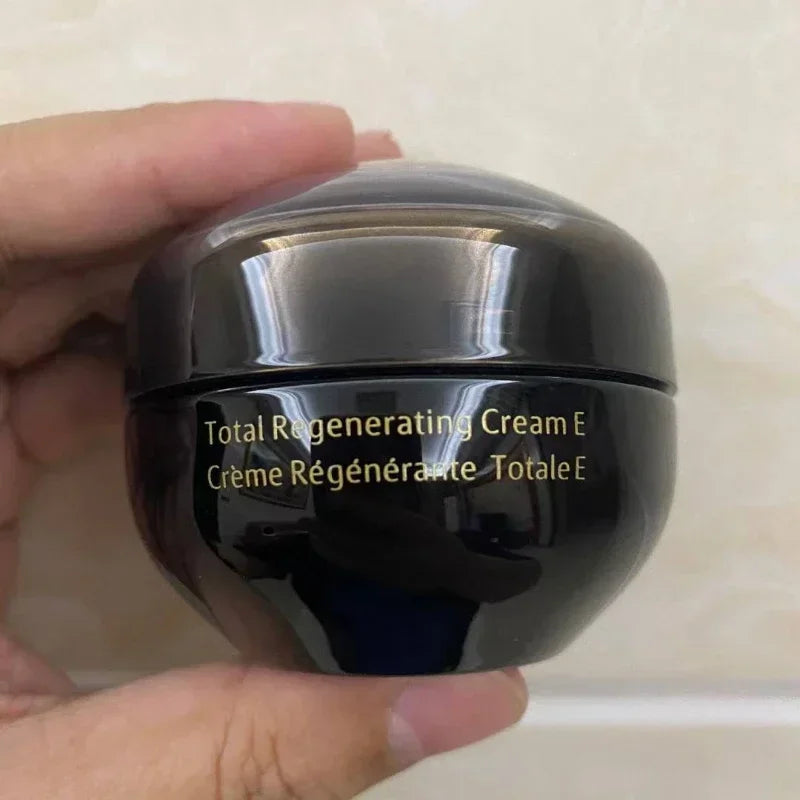 Total Regenerating Cream E
Crème Régénérante Totale E